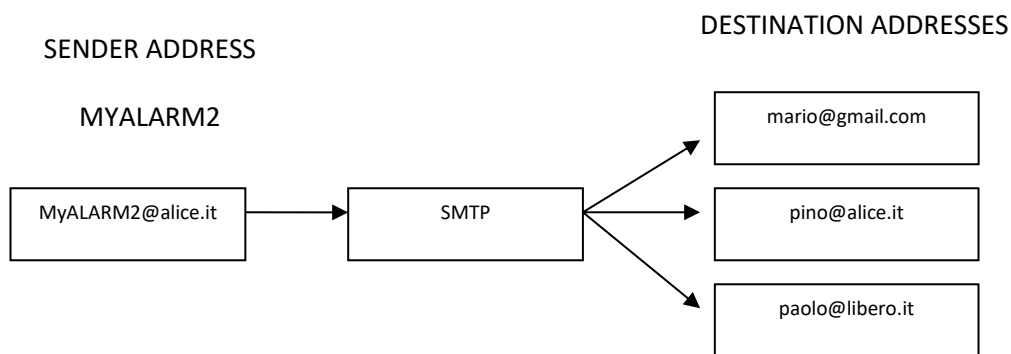 DESTINATION ADDRESSES
SENDER ADDRESS
MYALARM2
mario@gmail.com
MyALARM2@alice.it
SMTP
pino@alice.it
paolo@libero.it